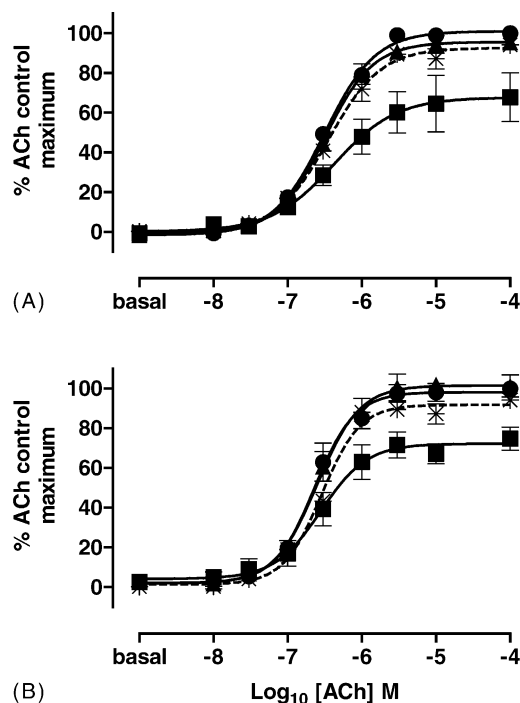 % ACh control
maximum
100
80
60
40
20
0
basal -8 -7 -6 -5 -4
(A)
% ACh control
maximum
100
80
60
40
20
0
basal -8 -7 -6 -5 -4
(B)
Log10 [ACh] M